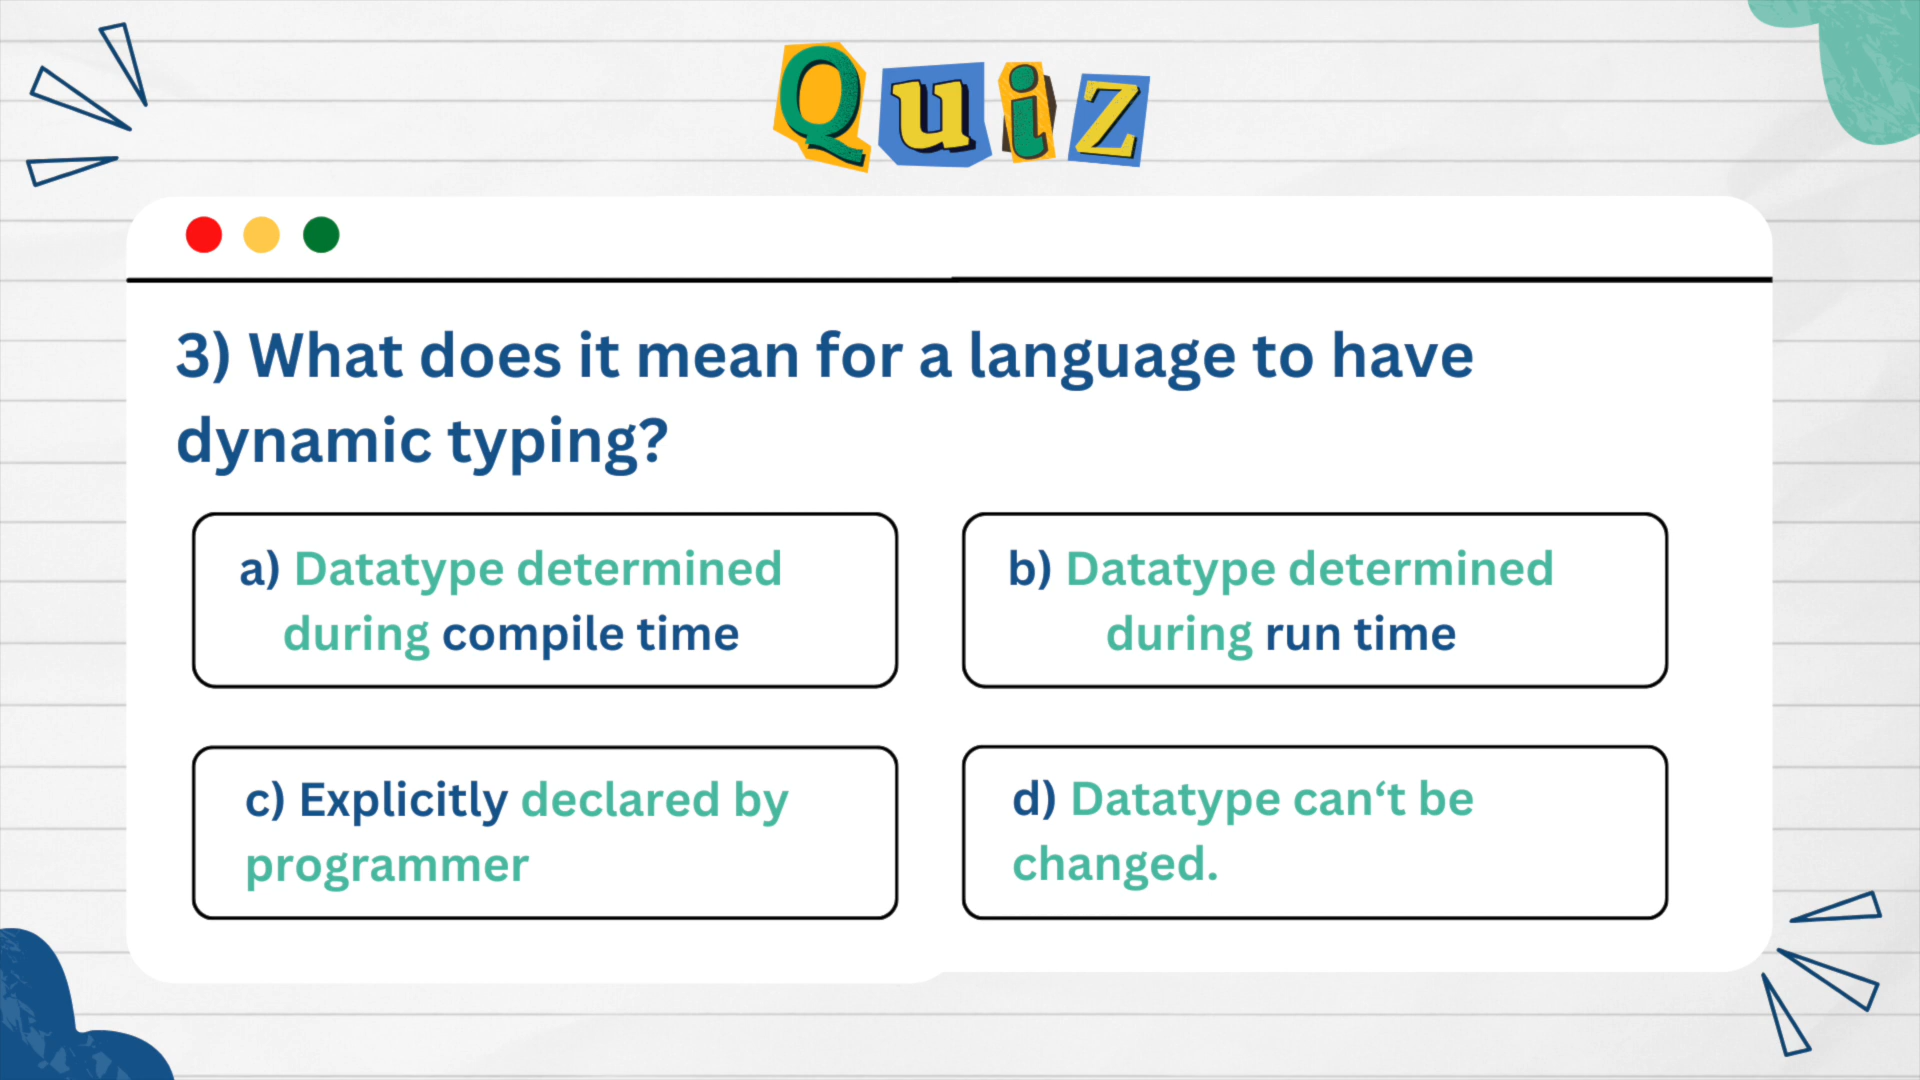 Quiz
3) What does it mean for a language to have
dynamic typing?
a) Datatype determined
during compile time
b) Datatype determined
during run time
c) Explicitly declared by
programmer
d) Datatype can‘t be
changed.